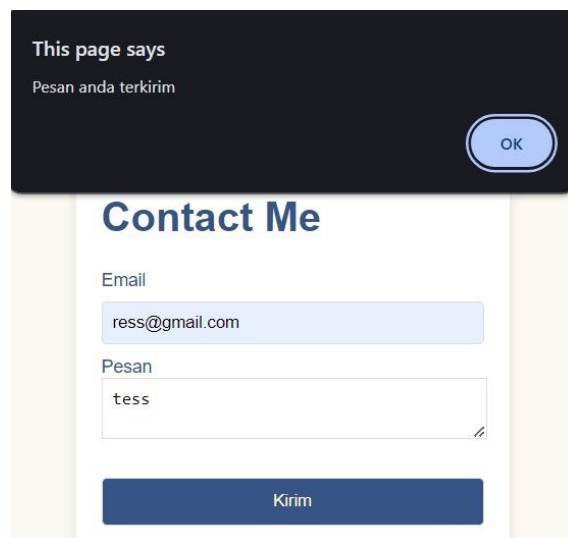 This page says
Pesan anda terkirim
OK
Contact Me
Email
ress@gmail.com
Pesan
tess
Kirim